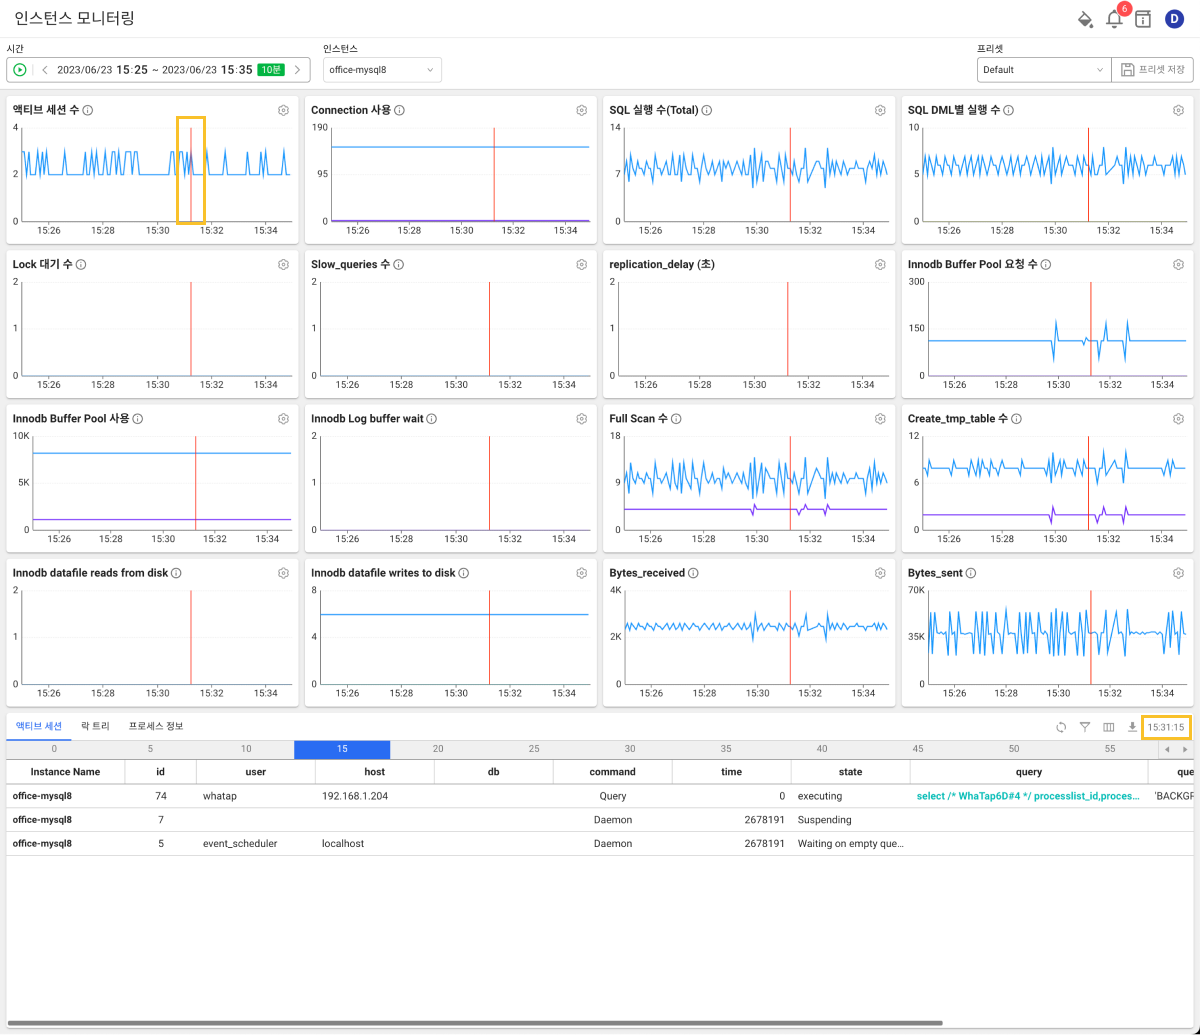 인스턴스 모니터링
6
D
시간
인스턴스
프리셋
2023/06/23 15:25 ~ 2023/06/23 15:35 10분
office-mysql8
Default
프리셋 저장
액티브 세션 수
Connection 사용
SQL 실행 수(Total)
SQL DML별 실행 수
4 2 0
190 95 0
14 7 0
10 5 0
15:26 15:28 15:30 15:32 15:34
15:26 15:28 15:30 15:32 15:34
15:26 15:28 15:30 15:32 15:34
15:26 15:28 15:30 15:32 15:34
Lock 대기 수
Slow_queries 수
replication_delay (초)
Innodb Buffer Pool 요청 수
2 1 0
2 1 0
2 1 0
300 150 0
15:26 15:28 15:30 15:32 15:34
15:26 15:28 15:30 15:32 15:34
15:26 15:28 15:30 15:32 15:34
15:26 15:28 15:30 15:32 15:34
Innodb Buffer Pool 사용
Innodb Log buffer wait
Full Scan 수
Create_tmp_table 수
10K 5K 0
2 1 0
18 9 0
12 6 0
15:26 15:28 15:30 15:32 15:34
15:26 15:28 15:30 15:32 15:34
15:26 15:28 15:30 15:32 15:34
15:26 15:28 15:30 15:32 15:34
Innodb datafile reads from disk
Innodb datafile writes to disk
Bytes_received
Bytes_sent
2 1 0
8 4 0
4K 2K 0
70K 35K 0
15:26 15:28 15:30 15:32 15:34
15:26 15:28 15:30 15:32 15:34
15:26 15:28 15:30 15:32 15:34
15:26 15:28 15:30 15:32 15:34
액티브 세션 락 트리 프로세스 정보
15:31:15
0 5 10 15 20 25 30 35 40 45 50 55
Instance Name id user host db command time state query que
office-mysql8 74 whatap 192.168.1.204 Query 0 executing select /* WhaTap6D#4 */ processlist_id,proces... 'BACKGR
office-mysql8 7 Daemon 2678191 Suspending
office-mysql8 5 event_scheduler localhost Daemon 2678191 Waiting on empty que...